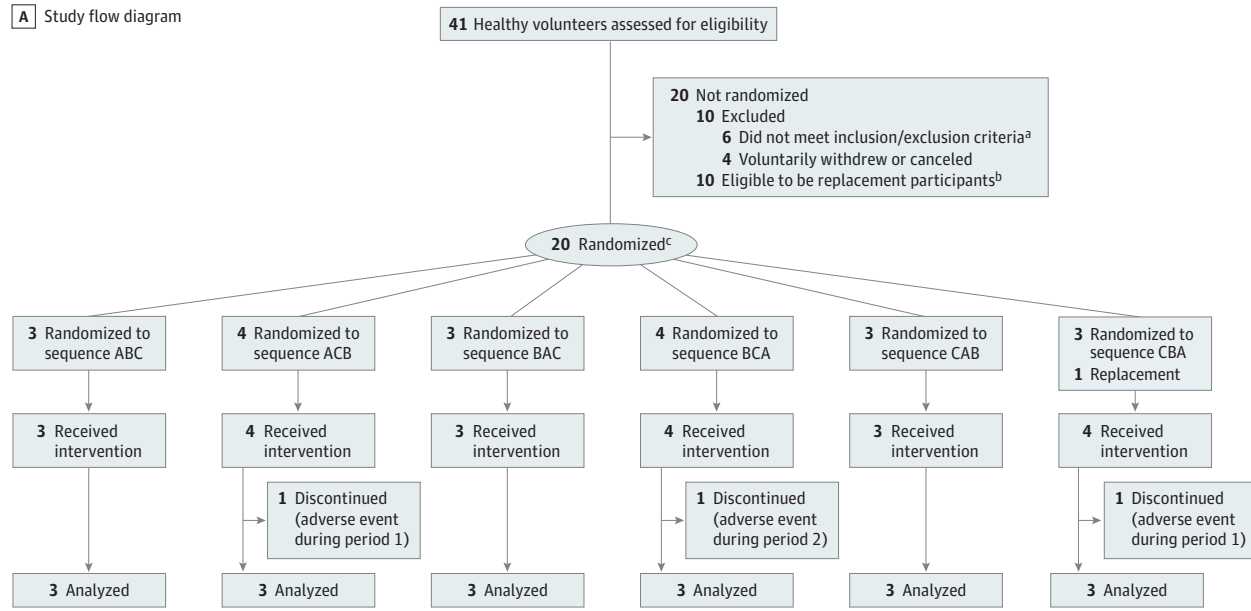 A Study flow diagram
41 Healthy volunteers assessed for eligibility
20 Not randomized
10 Excluded
6 Did not meet inclusion/exclusion criteriaᵃ
4 Voluntarily withdrew or canceled
10 Eligible to be replacement participantsᵇ
20 Randomizedᶜ
3 Randomized to
sequence ABC
4 Randomized to
sequence ACB
3 Randomized to
sequence BAC
4 Randomized to
sequence BCA
3 Randomized to
sequence CAB
3 Randomized to
sequence CBA
1 Replacement
3 Received
intervention
4 Received
intervention
3 Received
intervention
4 Received
intervention
3 Received
intervention
4 Received
intervention
1 Discontinued
(adverse event
during period 1)
1 Discontinued
(adverse event
during period 2)
1 Discontinued
(adverse event
during period 1)
3 Analyzed
3 Analyzed
3 Analyzed
3 Analyzed
3 Analyzed
3 Analyzed